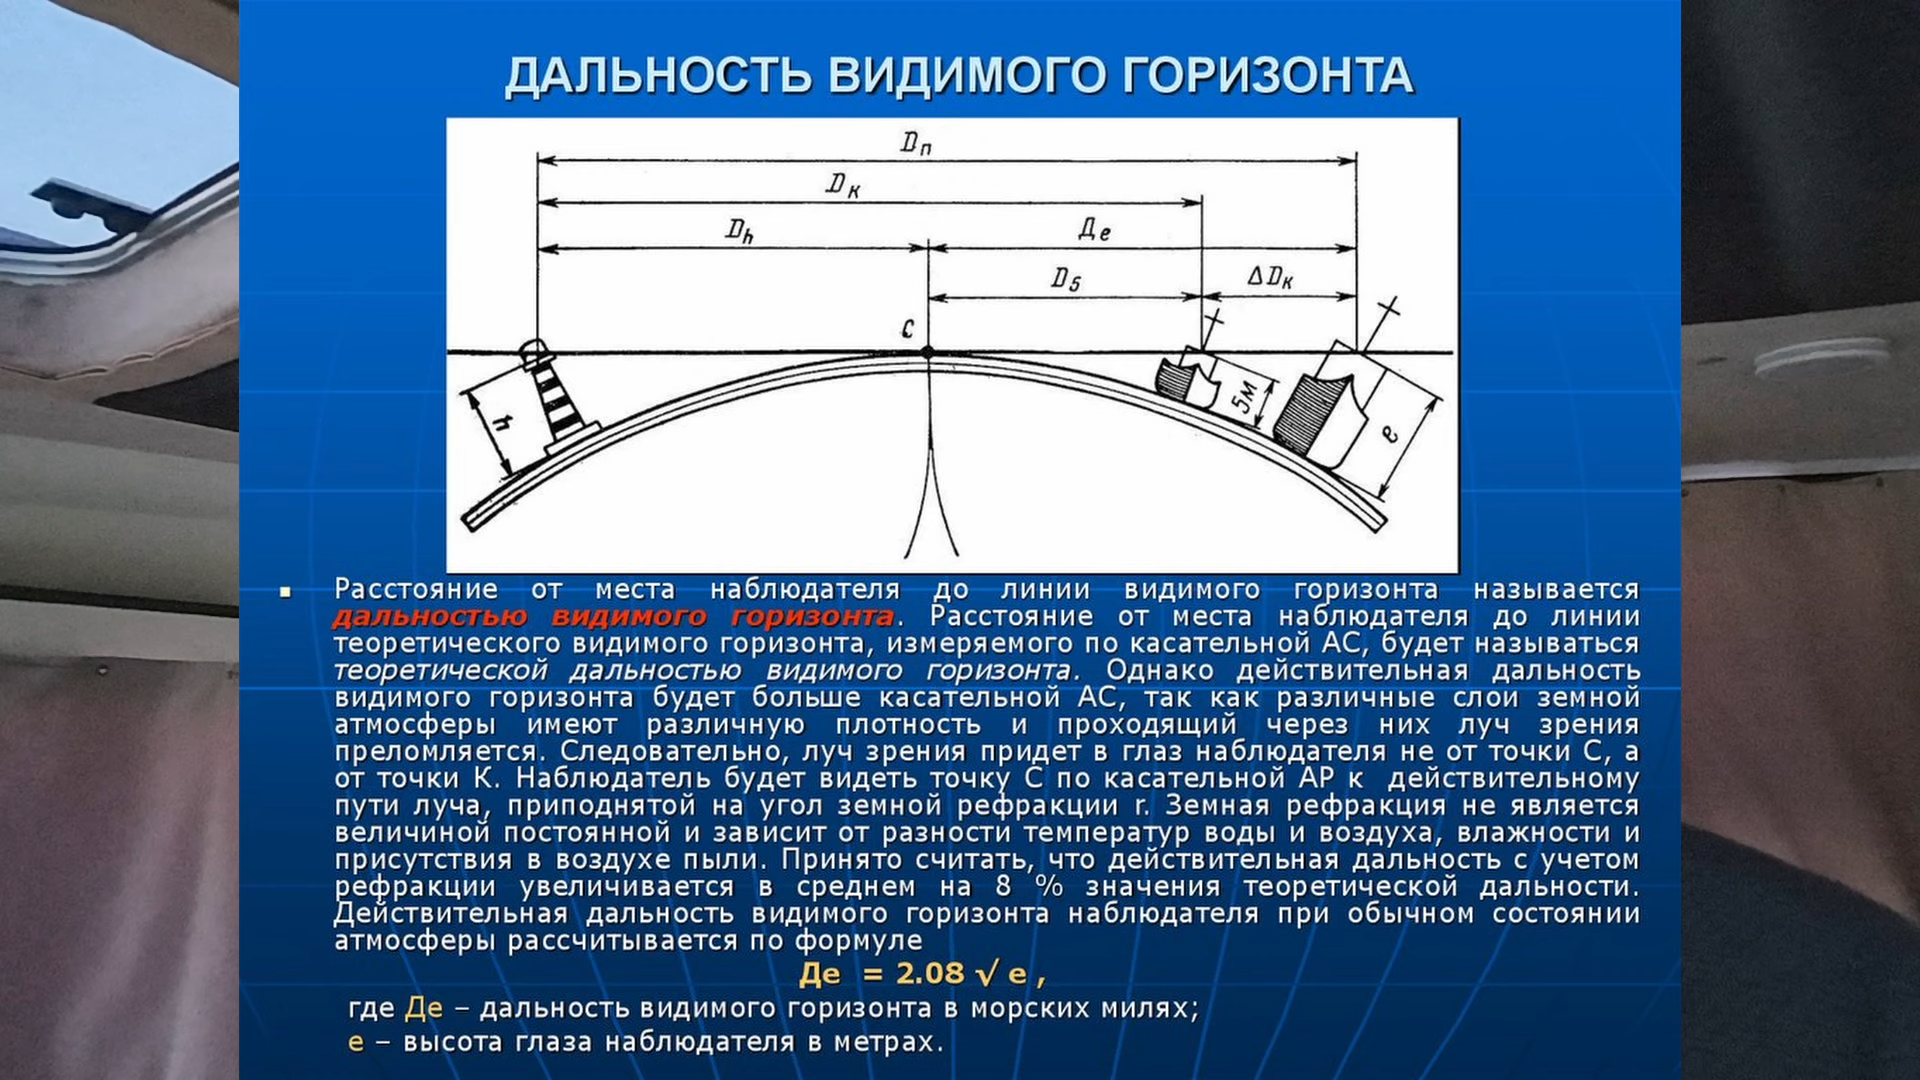 ДАЛЬНОСТЬ ВИДИМОГО ГОРИЗОНТА
Dп
Dк
Dh
Де
D5
ΔDк
C
h
5м
e
Расстояние от места наблюдателя до линии видимого горизонта называется
дальностью видимого горизонта. Расстояние от места наблюдателя до линии
теоретического видимого горизонта, измеряемого по касательной АС, будет называться
теоретической дальностью видимого горизонта. Однако действительная дальность
видимого горизонта будет больше касательной АС, так как различные слои земной
атмосферы имеют различную плотность и проходящий через них луч зрения
преломляется. Следовательно, луч зрения придет в глаз наблюдателя не от точки С, а
от точки К. Наблюдатель будет видеть точку С по касательной АР к действительному
пути луча, приподнятой на угол земной рефракции r. Земная рефракция не является
величиной постоянной и зависит от разности температур воды и воздуха, влажности и
присутствия в воздухе пыли. Принято считать, что действительная дальность с учетом
рефракции увеличивается в среднем на 8 % значения теоретической дальности.
Действительная дальность видимого горизонта наблюдателя при обычном состоянии
атмосферы рассчитывается по формуле
Де = 2.08 √ е ,
где Де – дальность видимого горизонта в морских милях;
е – высота глаза наблюдателя в метрах.